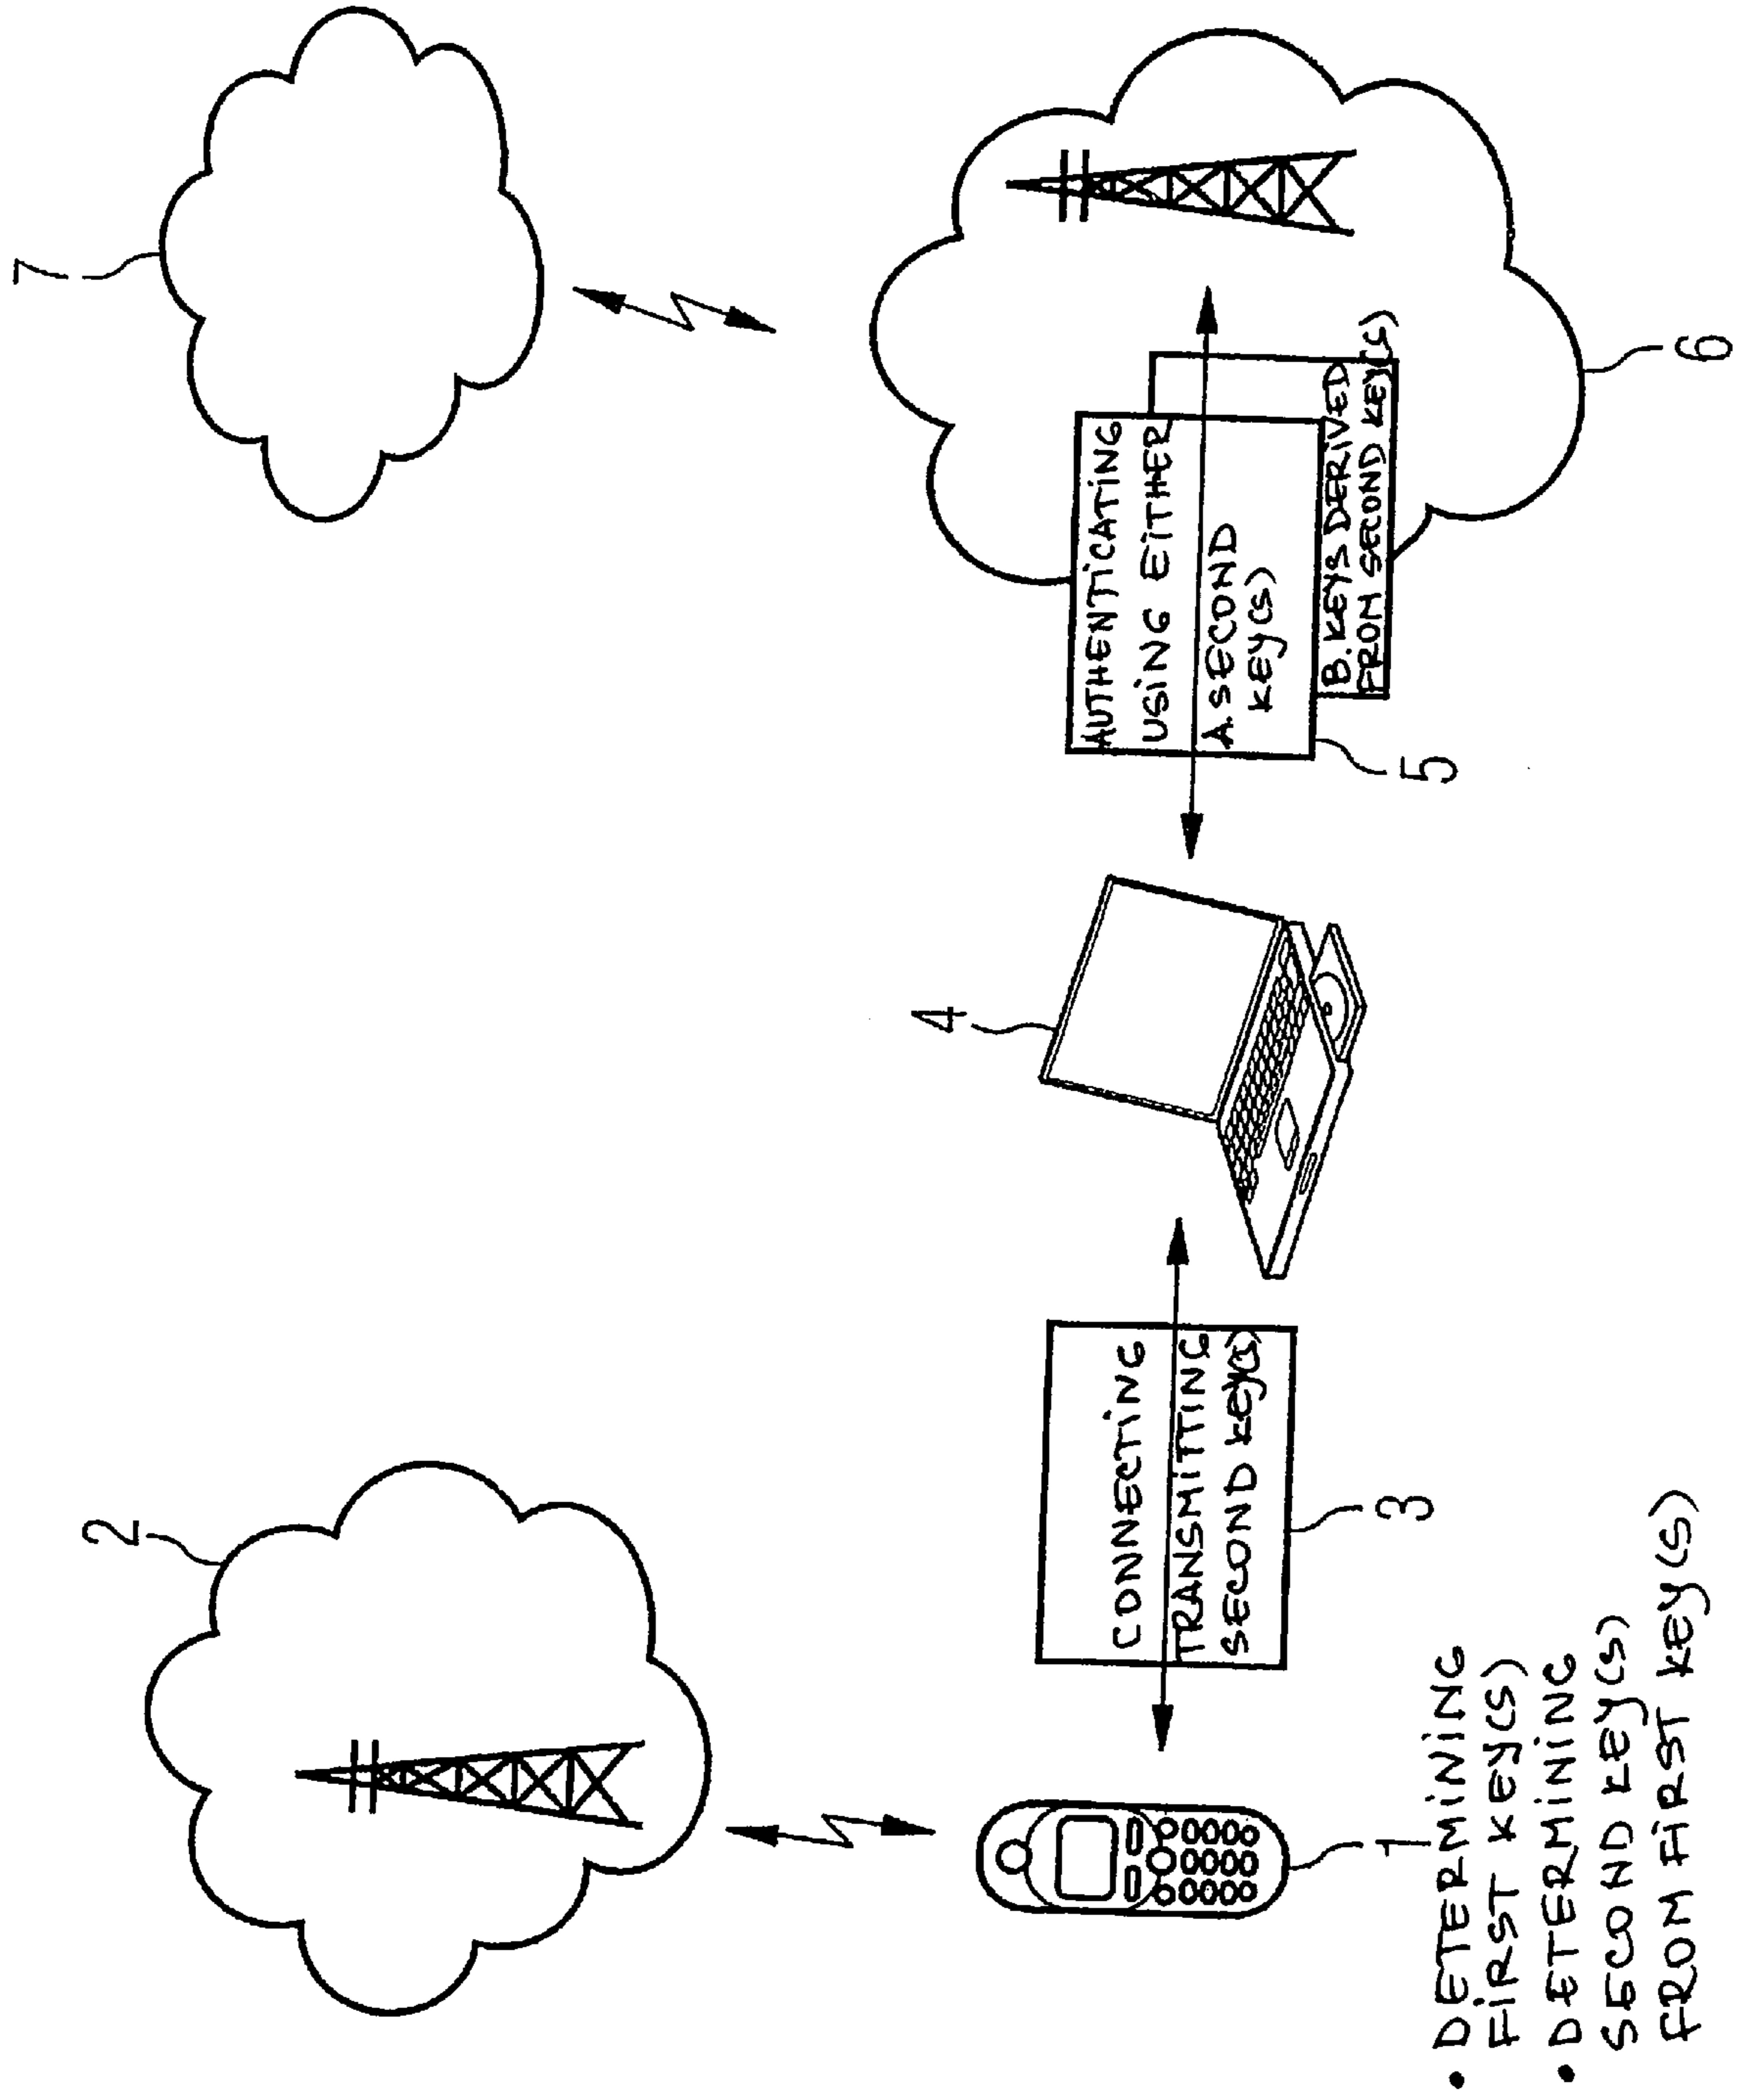 7
2
4
CONNECTING
TRANSMITTING
SECOND KEY(S)
3
AUTHENTICATING
USING EITHER
A. SECOND
KEY(S)
B. KEYS DERIVED
FROM SECOND KEY(S)
5
6
1
• DETERMINING
FIRST KEY(S)
• DETERMINING
SECOND KEY(S)
FROM FIRST KEY(S)